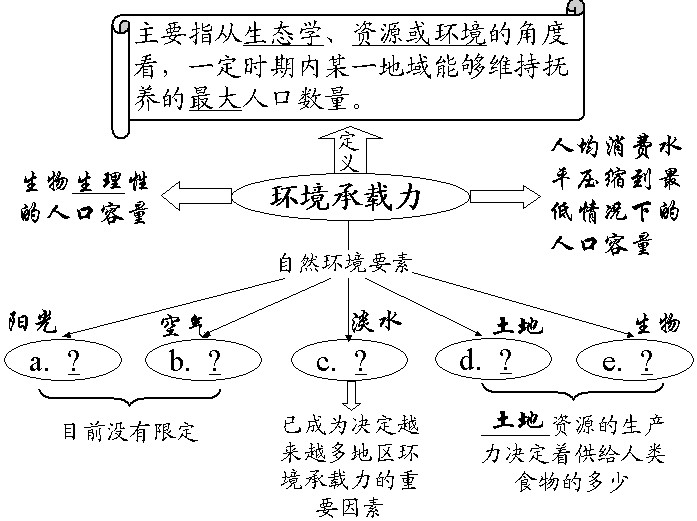 主要指从生态学、资源或环境的角度
看，一定时期内某一地域能够维持抚
养的最大人口数量。
定
义
生物生理性
的人口容量
环境承载力
人均消费水
平压缩到最
低情况下的
人口容量
自然环境要素
阳光
空气
淡水
土地
生物
a. ?
b. ?
c. ?
d. ?
e. ?
目前没有限定
已成为决定越
来越多地区环
境承载力的重
要因素
土地资源的生产
力决定着供给人类
食物的多少